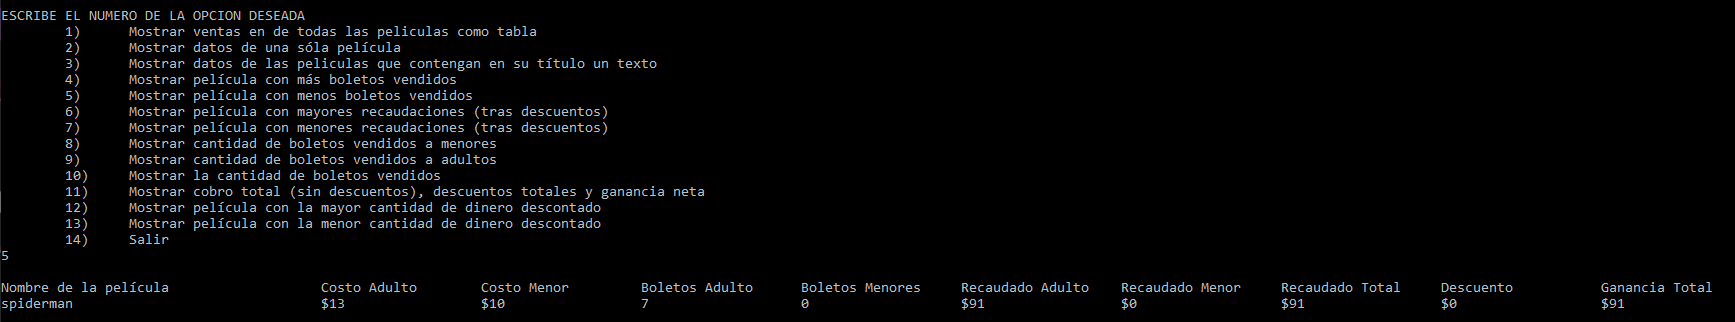 ESCRIBE EL NUMERO DE LA OPCION DESEADA
1) Mostrar ventas en de todas las peliculas como tabla
2) Mostrar datos de una sóla película
3) Mostrar datos de las peliculas que contengan en su título un texto
4) Mostrar película con más boletos vendidos
5) Mostrar película con menos boletos vendidos
6) Mostrar película con mayores recaudaciones (tras descuentos)
7) Mostrar película con menores recaudaciones (tras descuentos)
8) Mostrar cantidad de boletos vendidos a menores
9) Mostrar cantidad de boletos vendidos a adultos
10) Mostrar la cantidad de boletos vendidos
11) Mostrar cobro total (sin descuentos), descuentos totales y ganancia neta
12) Mostrar película con la mayor cantidad de dinero descontado
13) Mostrar película con la menor cantidad de dinero descontado
14) Salir
5
Nombre de la película Costo Adulto Costo Menor Boletos Adulto Boletos Menores Recaudado Adulto Recaudado Menor Recaudado Total Descuento Ganancia Total
spiderman $13 $10 7 0 $91 $0 $91 $0 $91